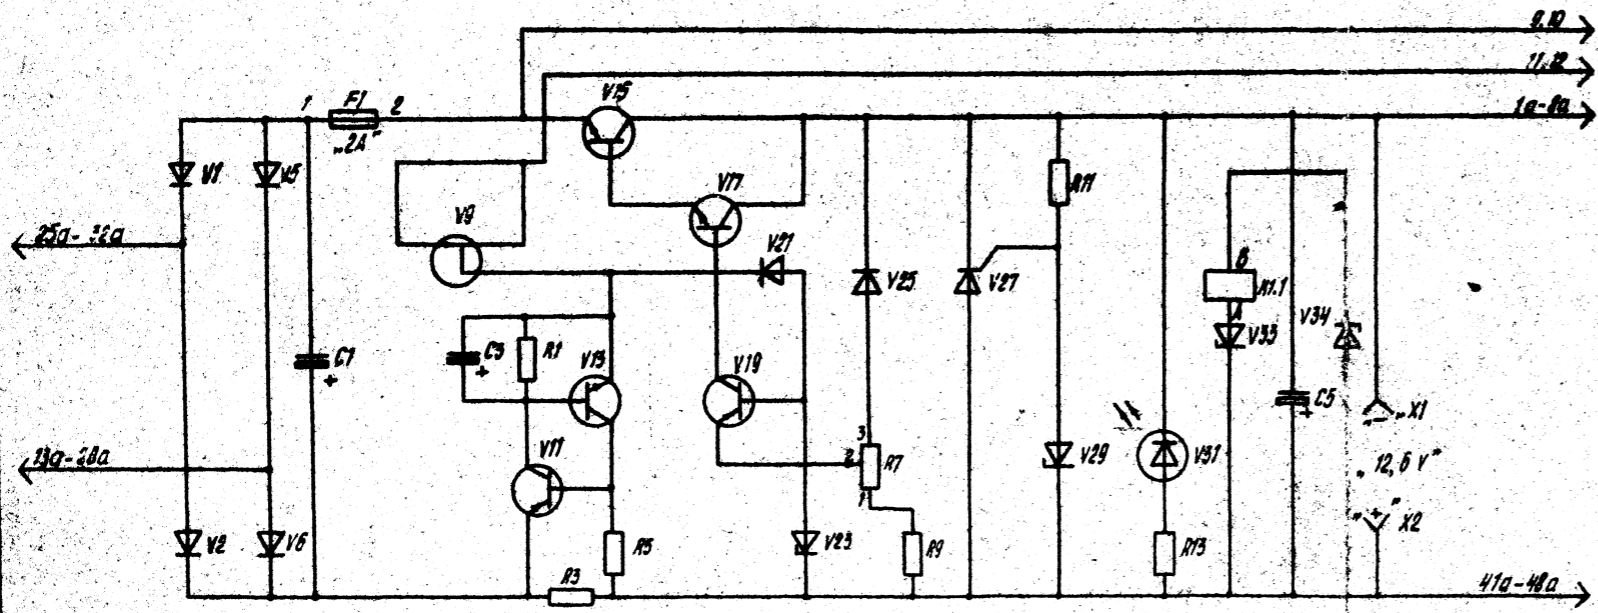 9.10
11.12
1a-8a
1 F1 2
„2A"
V15
V1
V5
V17
V9
R11
25a-32a
V21
V25
V27
B
K1.1
A
V33
V34
C1
+
C3
+
R1
V13
V19
C5
+
„-" X1
3
2
R7
1
V29
V31
„12,6 V"
13a-28a
V11
„+" X2
V2
V6
R5
V23
R9
R13
R3
41a-48a